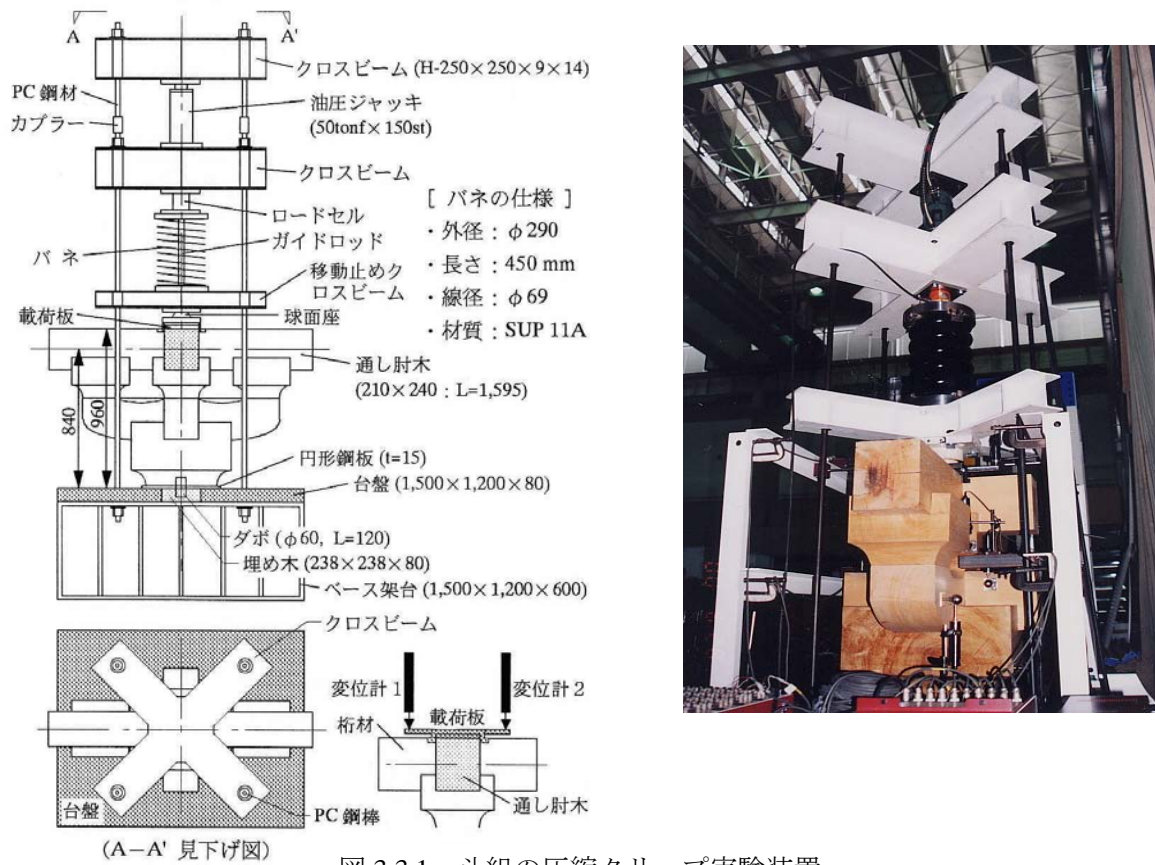 A
A'
クロスビーム (H-250×250×9×14)
PC 鋼材
油圧ジャッキ
カプラー
(50tonf×150st)
クロスビーム
[ バネの仕様 ]
ロードセル
ガイドロッド
・外径：φ290
バ ネ
・長さ：450 mm
移動止めク
ロスビーム
・線径：φ69
載荷板
球面座
・材質：SUP 11A
通し肘木
(210×240：L=1,595)
840
960
円形鋼板 (t=15)
台盤 (1,500×1,200×80)
ダボ (φ60, L=120)
埋め木 (238×238×80)
ベース架台 (1,500×1,200×600)
クロスビーム
変位計 1
変位計 2
載荷板
桁材
通し肘木
台盤
PC 鋼棒
(A－A' 見下げ図)
図 3.3.1 斗組の圧縮クリープ実験装置